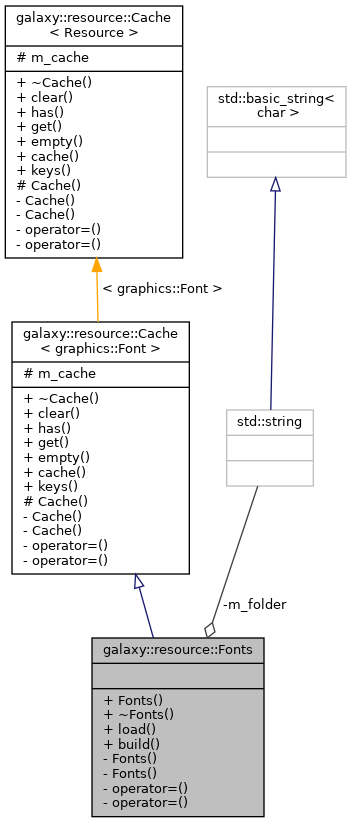 galaxy::resource::Cache
< Resource >
# m_cache
+ ~Cache()
+ clear()
+ has()
+ get()
+ empty()
+ cache()
+ keys()
# Cache()
- Cache()
- Cache()
- operator=()
- operator=()
std::basic_string<
char >
< graphics::Font >
galaxy::resource::Cache
< graphics::Font >
# m_cache
+ ~Cache()
+ clear()
+ has()
+ get()
+ empty()
+ cache()
+ keys()
# Cache()
- Cache()
- Cache()
- operator=()
- operator=()
std::string
-m_folder
galaxy::resource::Fonts
+ Fonts()
+ ~Fonts()
+ load()
+ build()
- Fonts()
- Fonts()
- operator=()
- operator=()